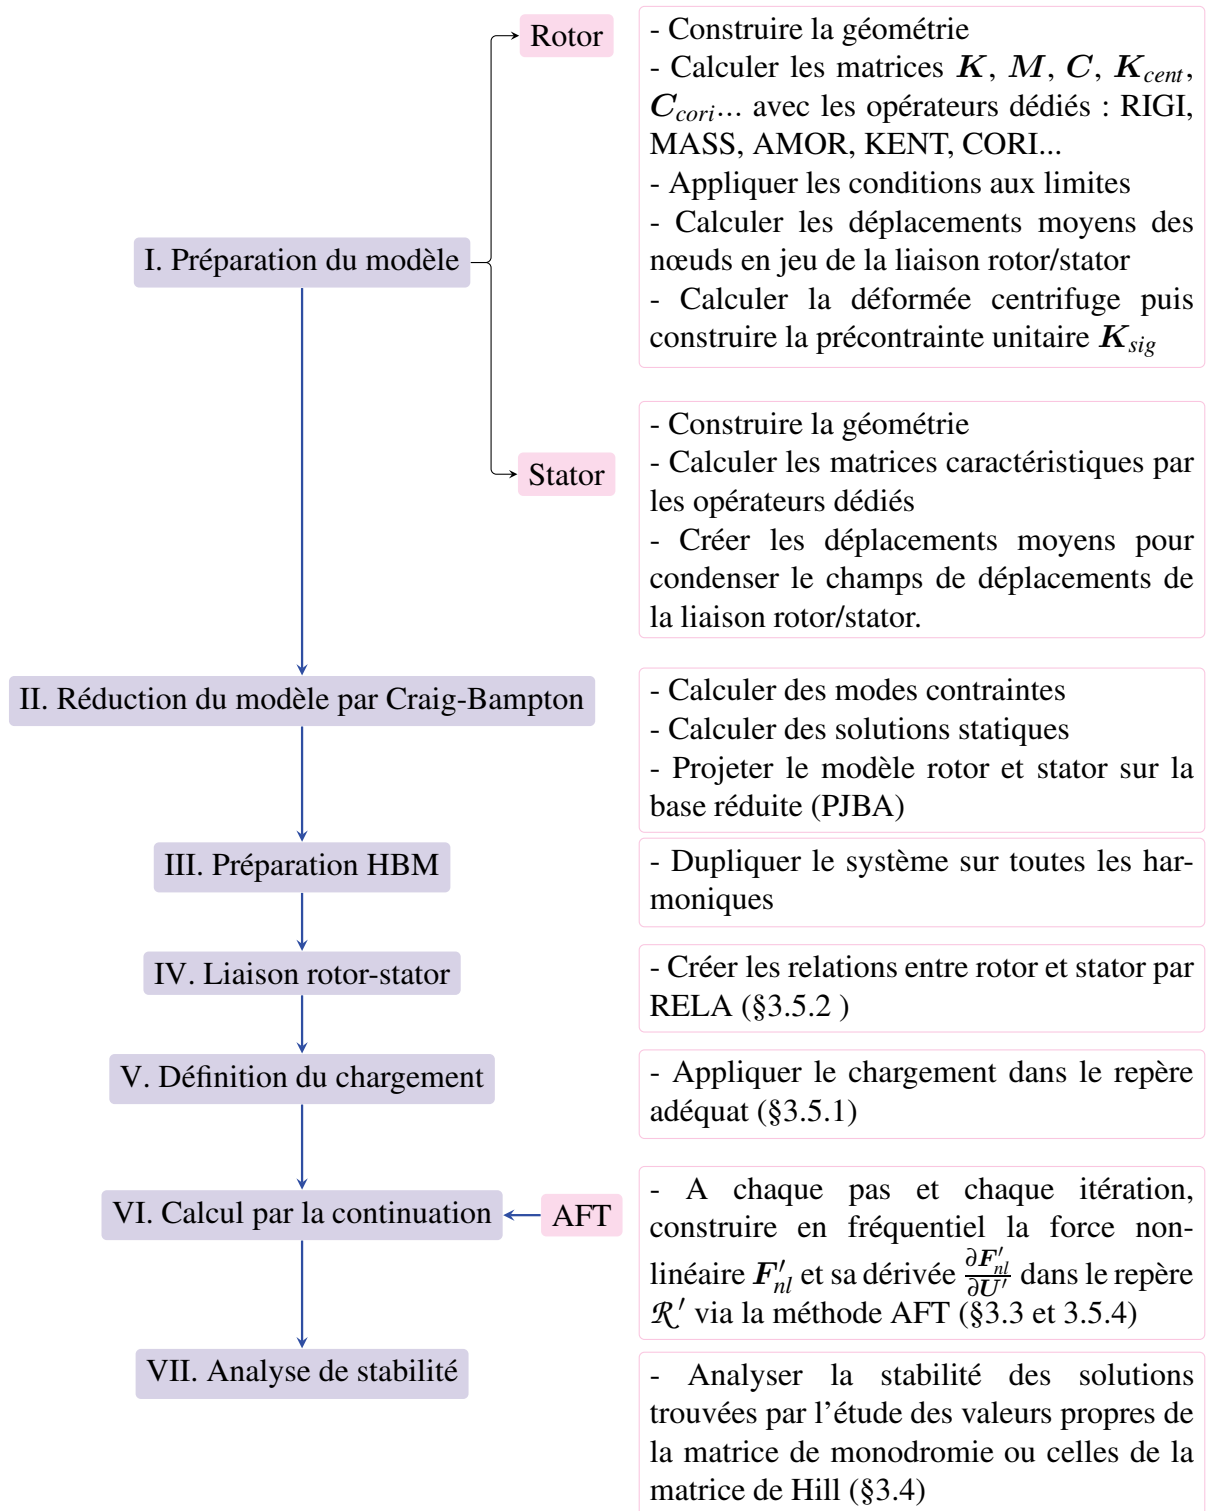 Rotor
- Construire la géométrie
- Calculer les matrices K, M, C, K_cent,
C_cori... avec les opérateurs dédiés : RIGI,
MASS, AMOR, KENT, CORI...
- Appliquer les conditions aux limites
- Calculer les déplacements moyens des
nœuds en jeu de la liaison rotor/stator
- Calculer la déformée centrifuge puis
construire la précontrainte unitaire K_sig
I. Préparation du modèle
Stator
- Construire la géométrie
- Calculer les matrices caractéristiques par
les opérateurs dédiés
- Créer les déplacements moyens pour
condenser le champs de déplacements de
la liaison rotor/stator.
II. Réduction du modèle par Craig-Bampton
- Calculer des modes contraintes
- Calculer des solutions statiques
- Projeter le modèle rotor et stator sur la
base réduite (PJBA)
III. Préparation HBM
- Dupliquer le système sur toutes les har-
moniques
IV. Liaison rotor-stator
- Créer les relations entre rotor et stator par
RELA (§3.5.2 )
V. Définition du chargement
- Appliquer le chargement dans le repère
adéquat (§3.5.1)
VI. Calcul par la continuation
AFT
- A chaque pas et chaque itération,
construire en fréquentiel la force non-
linéaire F'_nl et sa dérivée ∂F'_nl/∂U' dans le repère
R' via la méthode AFT (§3.3 et 3.5.4)
VII. Analyse de stabilité
- Analyser la stabilité des solutions
trouvées par l'étude des valeurs propres de
la matrice de monodromie ou celles de la
matrice de Hill (§3.4)